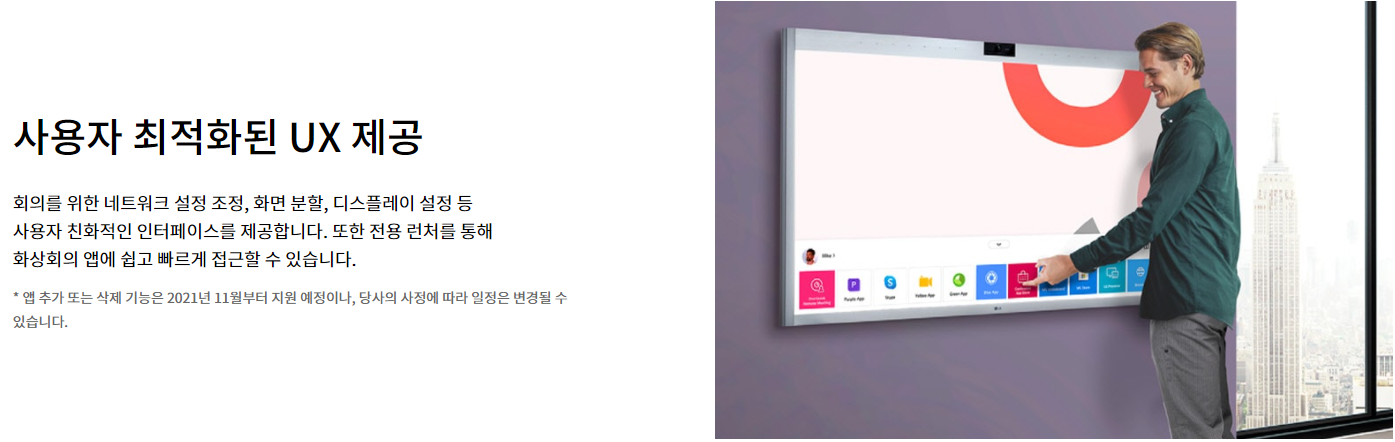 사용자 최적화된 UX 제공
회의를 위한 네트워크 설정 조정, 화면 분할, 디스플레이 설정 등
사용자 친화적인 인터페이스를 제공합니다. 또한 전용 런처를 통해
화상회의 앱에 쉽고 빠르게 접근할 수 있습니다.
* 앱 추가 또는 삭제 기능은 2021년 11월부터 지원 예정이나, 당사의 사정에 따라 일정은 변경될 수
있습니다.
Purple App
Skype
Yellow App
Green App
Blue App
LG